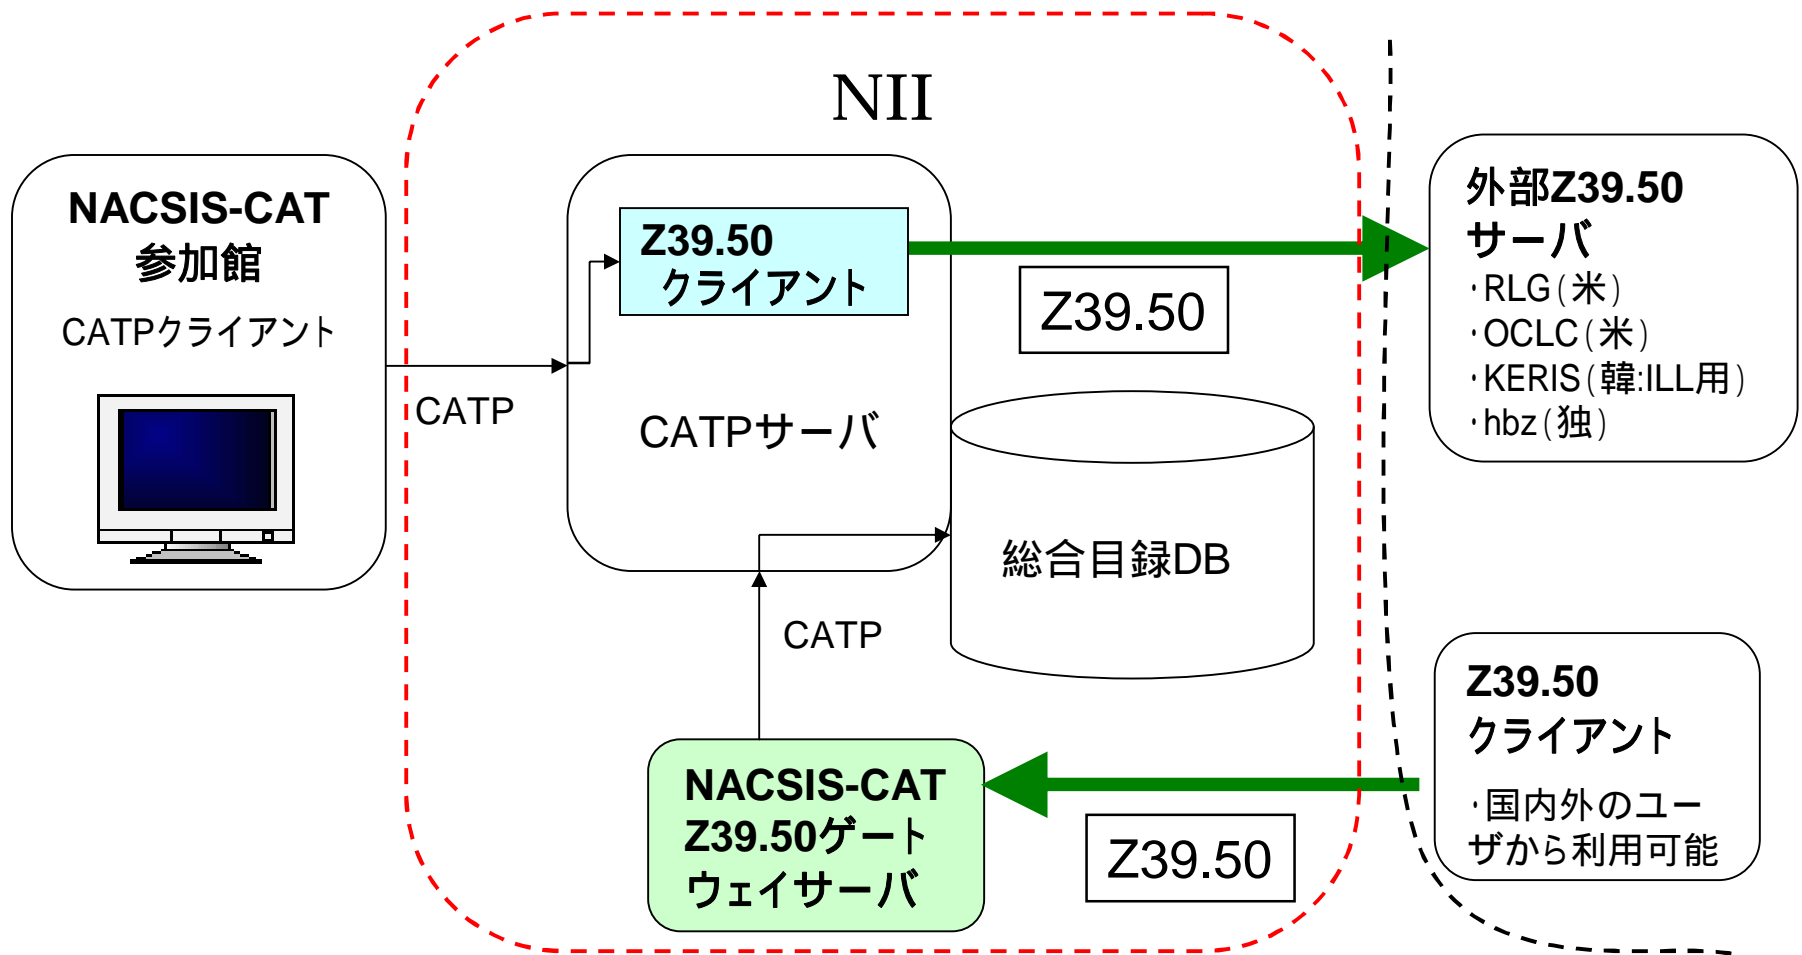 NII
NACSIS-CAT
参加館
CATPクライアント
CATP
Z39.50
クライアント
CATPサーバ
Z39.50
外部Z39.50
サーバ
・RLG(米)
・OCLC(米)
・KERIS(韓:ILL用)
・hbz(独)
総合目録DB
CATP
NACSIS-CAT
Z39.50ゲート
ウェイサーバ
Z39.50
Z39.50
クライアント
・国内外のユー
ザから利用可能